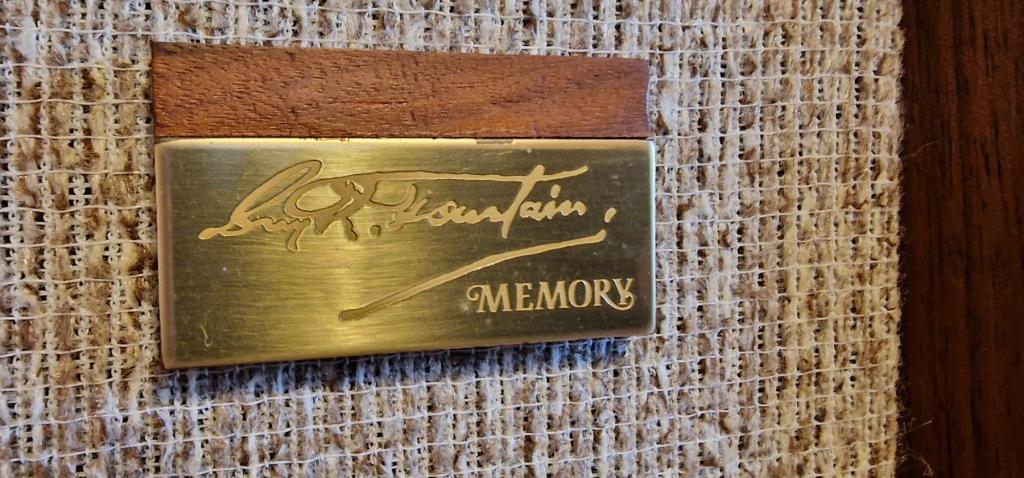 Guy R. Fountain,
MEMORY